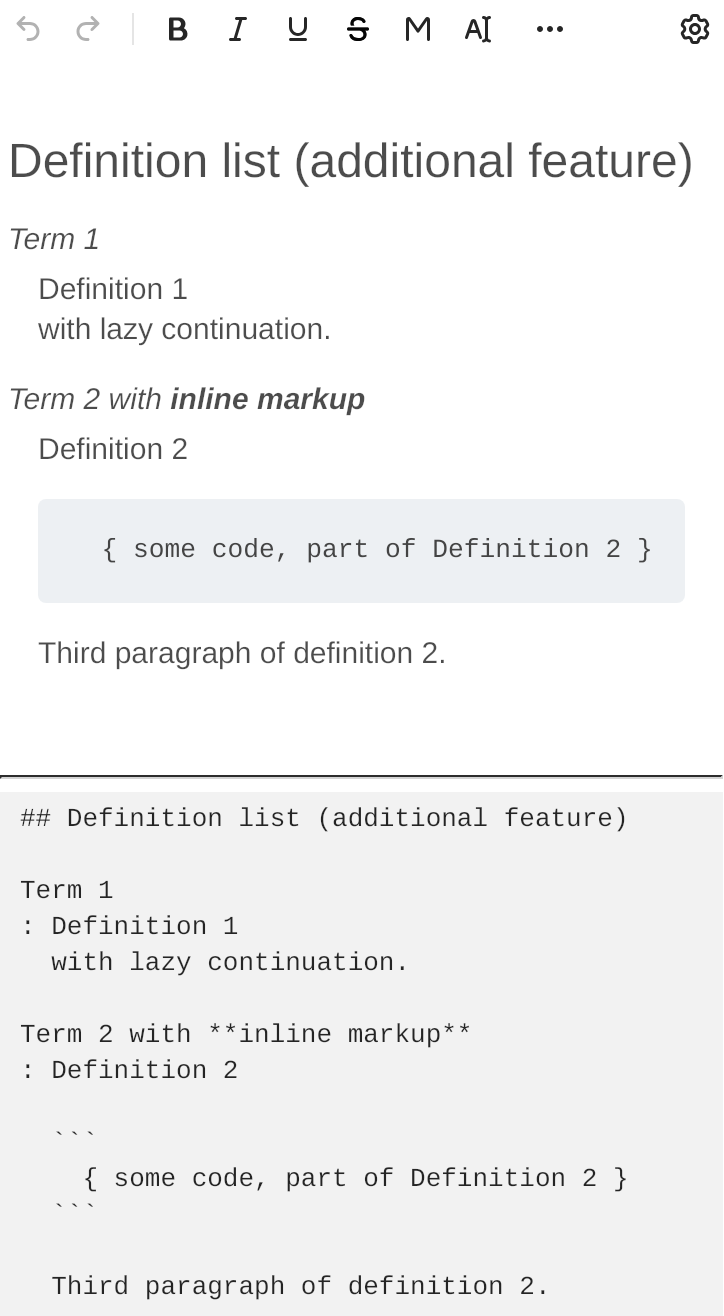 Definition list (additional feature)
Term 1
Definition 1
with lazy continuation.
Term 2 with inline markup
Definition 2
{ some code, part of Definition 2 }
Third paragraph of definition 2.
## Definition list (additional feature)
Term 1
: Definition 1
  with lazy continuation.
Term 2 with **inline markup**
: Definition 2
  ```
    { some code, part of Definition 2 }
  ```
  Third paragraph of definition 2.